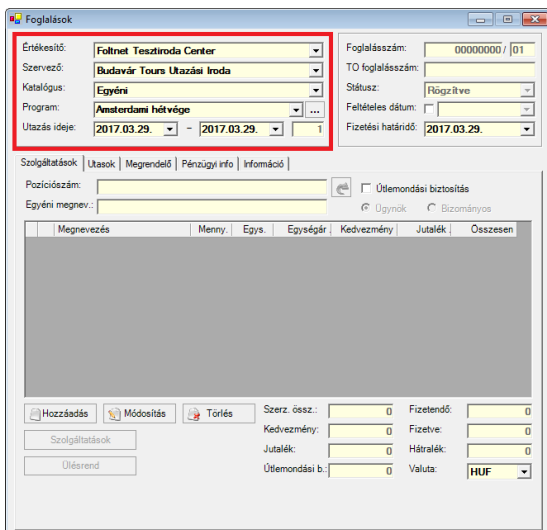 Foglalások
Értékesítő: Foltnet Tesztiroda Center
Szervező: Budavár Tours Utazási Iroda
Katalógus: Egyéni
Program: Amsterdami hétvége ...
Utazás ideje: 2017.03.29. - 2017.03.29. 1
Foglalásszám: 00000000 / 01
TO foglalásszám:
Státusz: Rögzítve
Feltételes dátum:
Fizetési határidő: 2017.03.29.
Szolgáltatások Utasok Megrendelő Pénzügyi info Információ
Pozíciószám: Útlemondási biztosítás
Egyéni megnev.: Ügynök Bizományos
Megnevezés Menny. Egys. Egységár Kedvezmény Jutalék Összesen
Hozzáadás Módosítás Törlés
Szolgáltatások
Ülésrend
Szerz. össz.: 0 Fizetendő: 0
Kedvezmény: 0 Fizetve: 0
Jutalék: 0 Hátralék: 0
Útlemondási b.: 0 Valuta: HUF